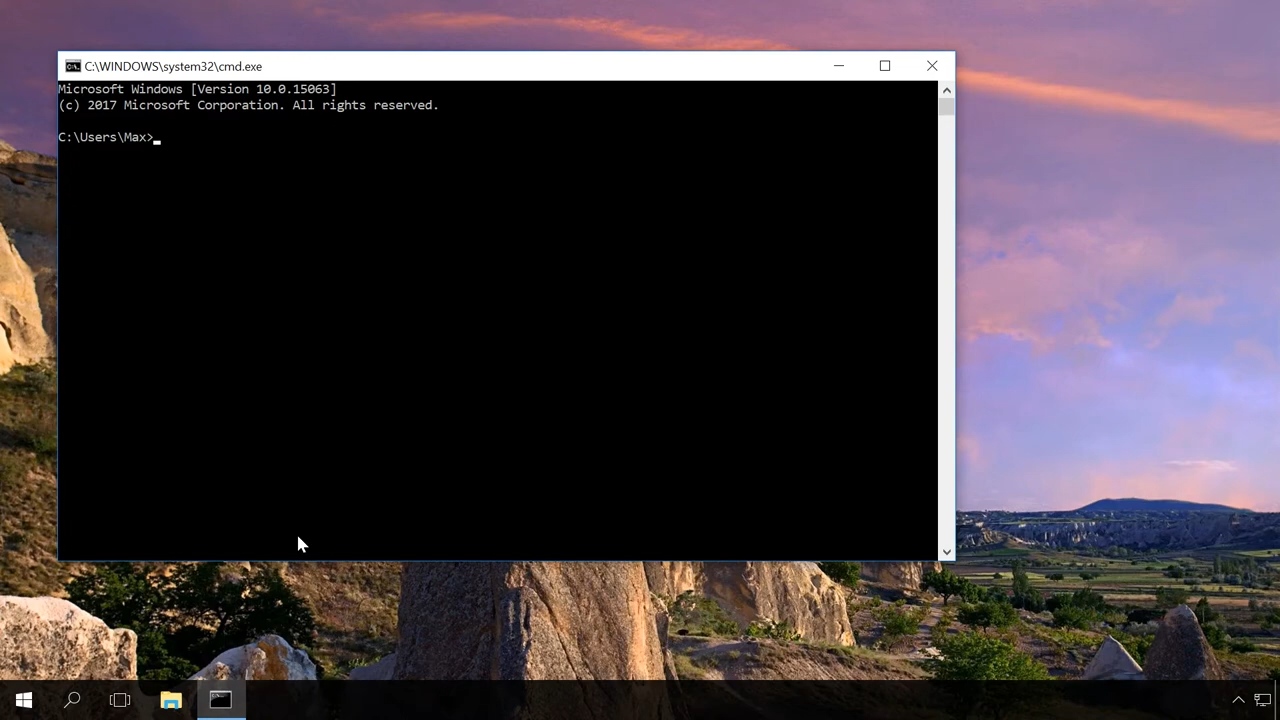 C:\WINDOWS\system32\cmd.exe
Microsoft Windows [Version 10.0.15063]
(c) 2017 Microsoft Corporation. All rights reserved.
C:\Users\Max>